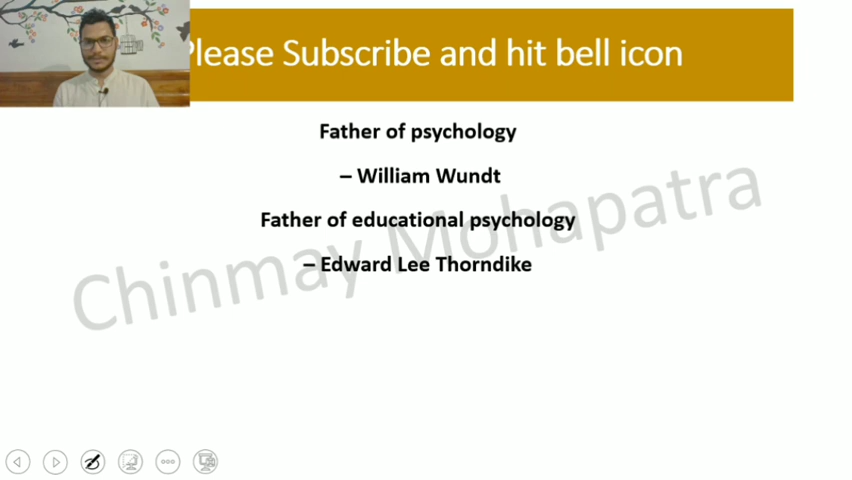 Please Subscribe and hit bell icon
Father of psychology
– William Wundt
Father of educational psychology
– Edward Lee Thorndike
Chinmay Mohapatra